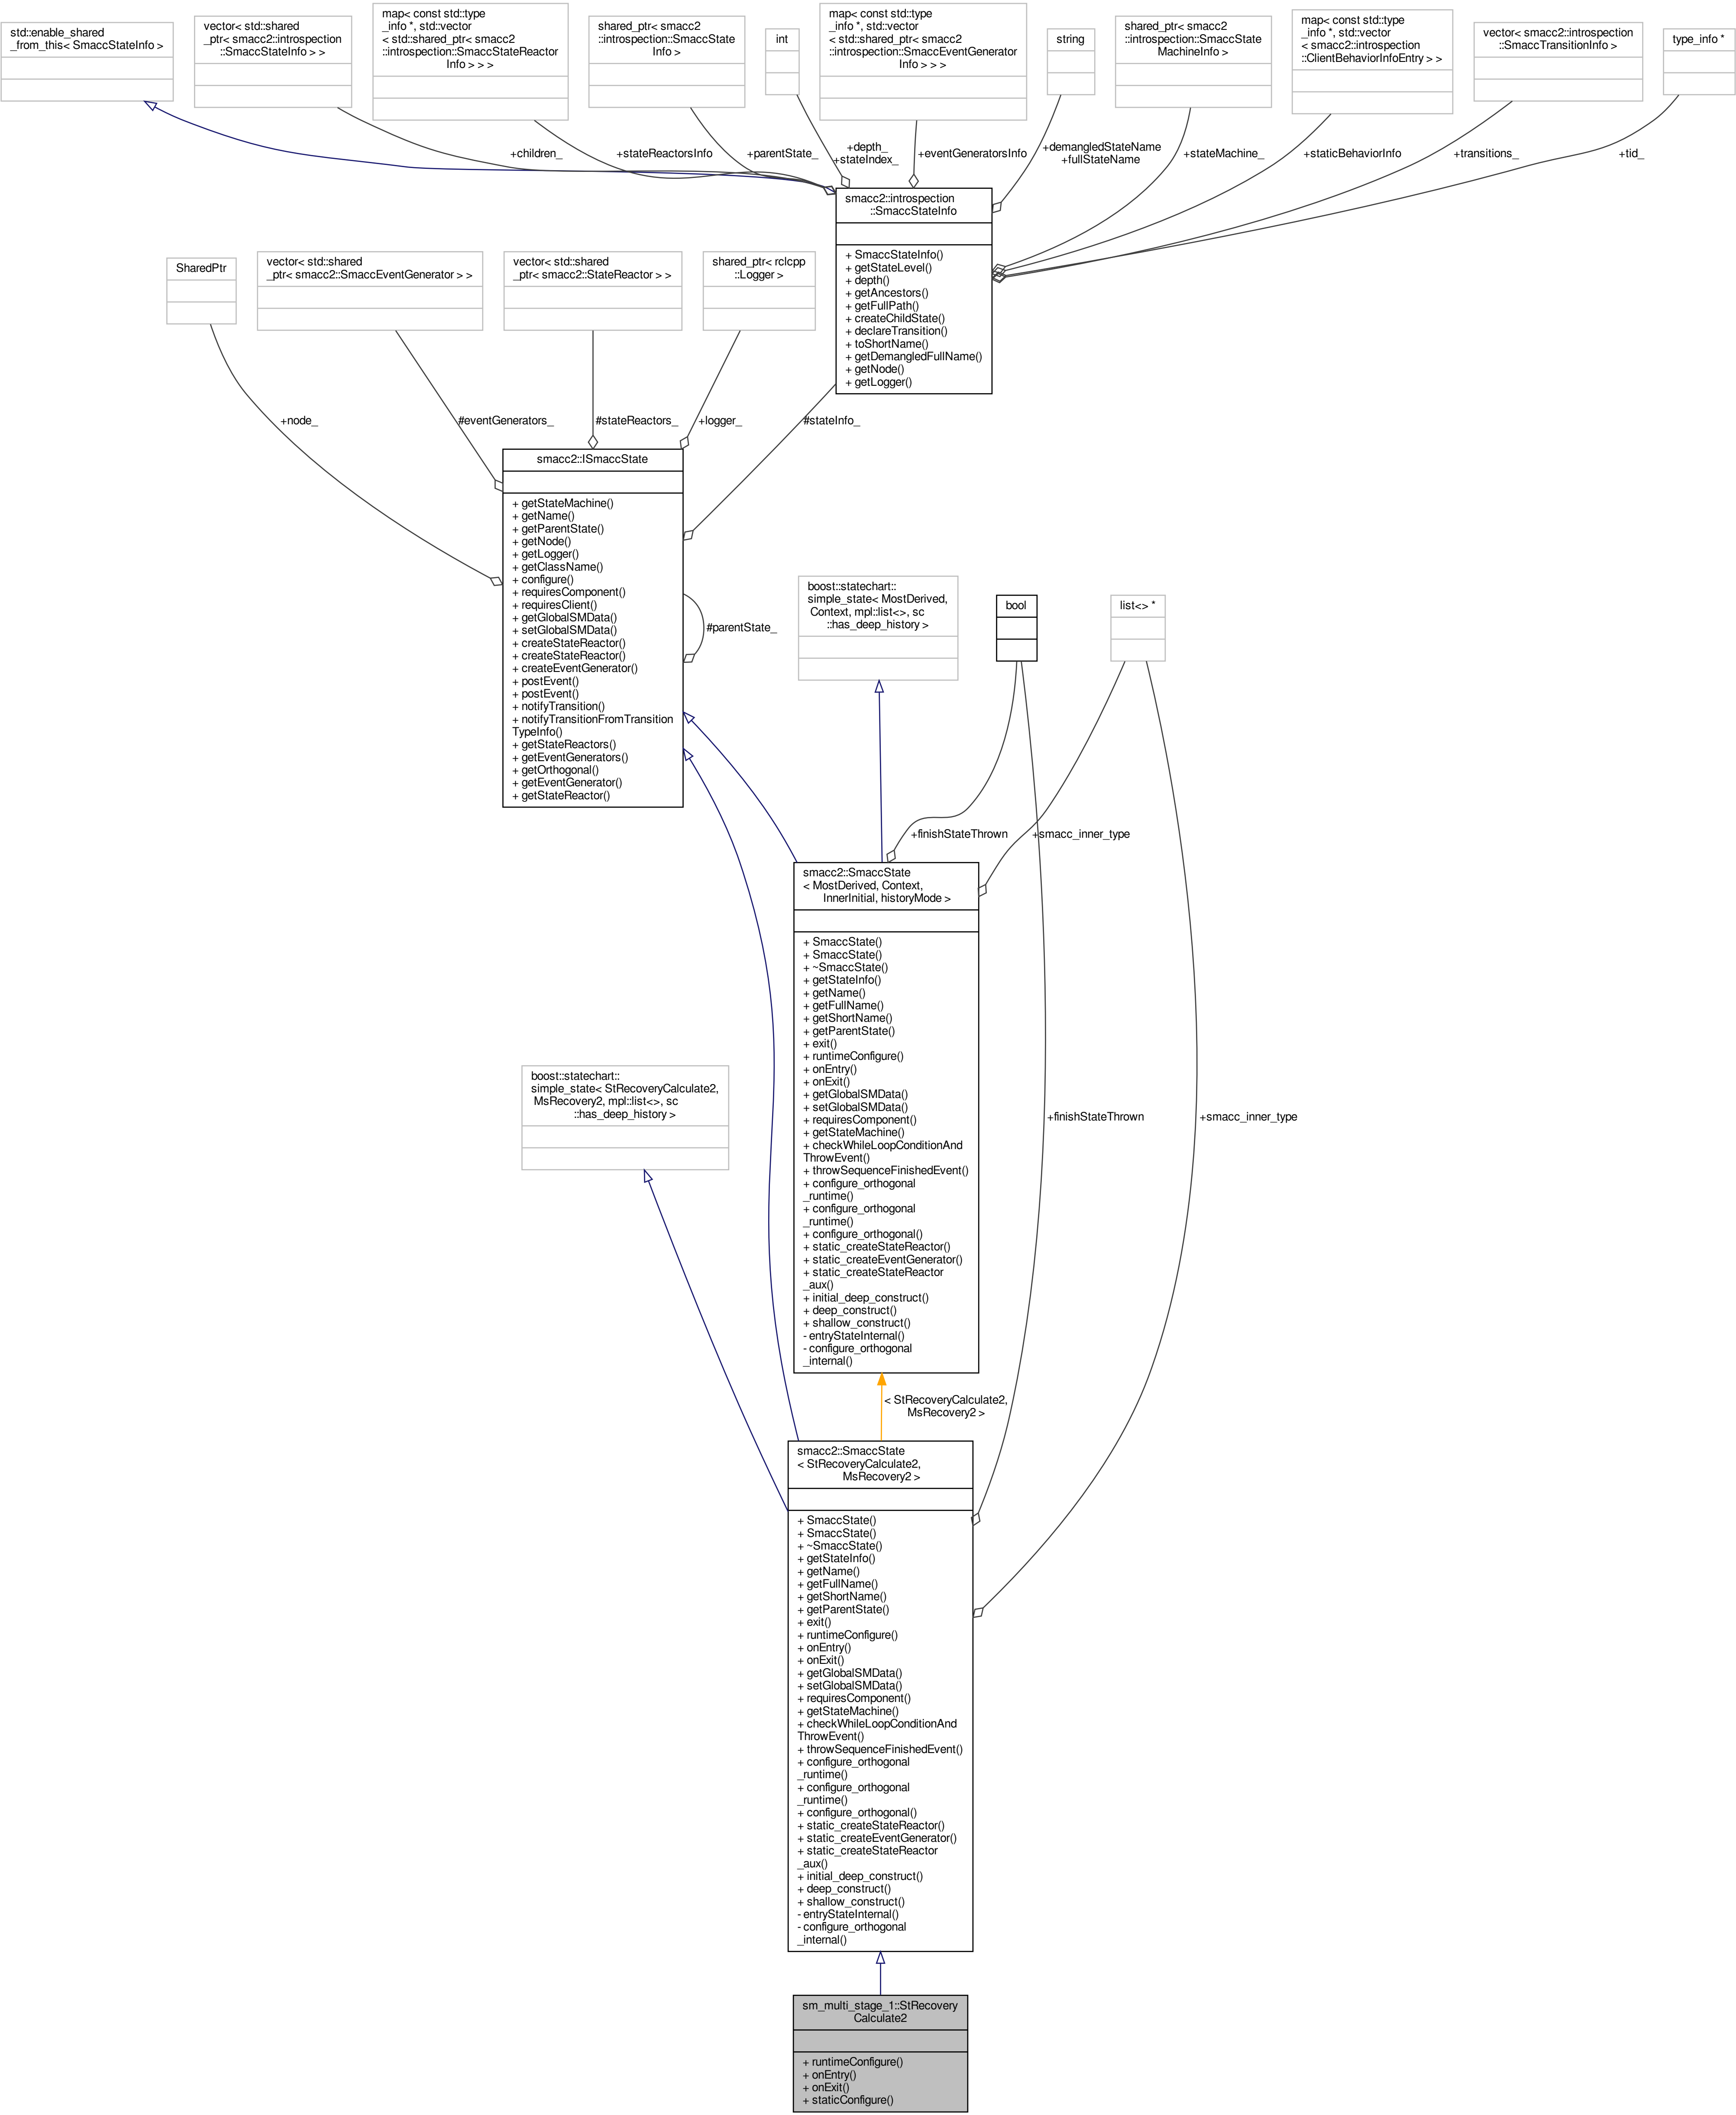 std::enable_shared
_from_this< SmaccStateInfo >
vector< std::shared
_ptr< smacc2::introspection
::SmaccStateInfo > >
map< const std::type
_info *, std::vector
< std::shared_ptr< smacc2
::introspection::SmaccStateReactor
Info > > >
shared_ptr< smacc2
::introspection::SmaccState
Info >
int
map< const std::type
_info *, std::vector
< std::shared_ptr< smacc2
::introspection::SmaccEventGenerator
Info > > >
string
shared_ptr< smacc2
::introspection::SmaccState
MachineInfo >
map< const std::type
_info *, std::vector
< smacc2::introspection
::ClientBehaviorInfoEntry > >
vector< smacc2::introspection
::SmaccTransitionInfo >
type_info *
+children_
+stateReactorsInfo
+parentState_
+depth_
+stateIndex_
+eventGeneratorsInfo
+demangledStateName
+fullStateName
+stateMachine_
+staticBehaviorInfo
+transitions_
+tid_
smacc2::introspection
::SmaccStateInfo
+ SmaccStateInfo()
+ getStateLevel()
+ depth()
+ getAncestors()
+ getFullPath()
+ createChildState()
+ declareTransition()
+ toShortName()
+ getDemangledFullName()
+ getNode()
+ getLogger()
SharedPtr
vector< std::shared
_ptr< smacc2::SmaccEventGenerator > >
vector< std::shared
_ptr< smacc2::StateReactor > >
shared_ptr< rclcpp
::Logger >
+node_
#eventGenerators_
#stateReactors_
+logger_
#stateInfo_
smacc2::ISmaccState
+ getStateMachine()
+ getName()
+ getParentState()
+ getNode()
+ getLogger()
+ getClassName()
+ configure()
+ requiresComponent()
+ requiresClient()
+ getGlobalSMData()
+ setGlobalSMData()
+ createStateReactor()
+ createStateReactor()
+ createEventGenerator()
+ postEvent()
+ postEvent()
+ notifyTransition()
+ notifyTransitionFromTransition
TypeInfo()
+ getStateReactors()
+ getEventGenerators()
+ getOrthogonal()
+ getEventGenerator()
+ getStateReactor()
#parentState_
boost::statechart::
simple_state< MostDerived,
Context, mpl::list<>, sc
::has_deep_history >
bool
list<> *
+finishStateThrown
+smacc_inner_type
smacc2::SmaccState
< MostDerived, Context,
InnerInitial, historyMode >
+ SmaccState()
+ SmaccState()
+ ~SmaccState()
+ getStateInfo()
+ getName()
+ getFullName()
+ getShortName()
+ getParentState()
+ exit()
+ runtimeConfigure()
+ onEntry()
+ onExit()
+ getGlobalSMData()
+ setGlobalSMData()
+ requiresComponent()
+ getStateMachine()
+ checkWhileLoopConditionAnd
ThrowEvent()
+ throwSequenceFinishedEvent()
+ configure_orthogonal
_runtime()
+ configure_orthogonal
_runtime()
+ configure_orthogonal()
+ static_createStateReactor()
+ static_createEventGenerator()
+ static_createStateReactor
_aux()
+ initial_deep_construct()
+ deep_construct()
+ shallow_construct()
- entryStateInternal()
- configure_orthogonal
_internal()
boost::statechart::
simple_state< StRecoveryCalculate2,
MsRecovery2, mpl::list<>, sc
::has_deep_history >
+finishStateThrown
+smacc_inner_type
< StRecoveryCalculate2,
MsRecovery2 >
smacc2::SmaccState
< StRecoveryCalculate2,
MsRecovery2 >
+ SmaccState()
+ SmaccState()
+ ~SmaccState()
+ getStateInfo()
+ getName()
+ getFullName()
+ getShortName()
+ getParentState()
+ exit()
+ runtimeConfigure()
+ onEntry()
+ onExit()
+ getGlobalSMData()
+ setGlobalSMData()
+ requiresComponent()
+ getStateMachine()
+ checkWhileLoopConditionAnd
ThrowEvent()
+ throwSequenceFinishedEvent()
+ configure_orthogonal
_runtime()
+ configure_orthogonal
_runtime()
+ configure_orthogonal()
+ static_createStateReactor()
+ static_createEventGenerator()
+ static_createStateReactor
_aux()
+ initial_deep_construct()
+ deep_construct()
+ shallow_construct()
- entryStateInternal()
- configure_orthogonal
_internal()
sm_multi_stage_1::StRecovery
Calculate2
+ runtimeConfigure()
+ onEntry()
+ onExit()
+ staticConfigure()